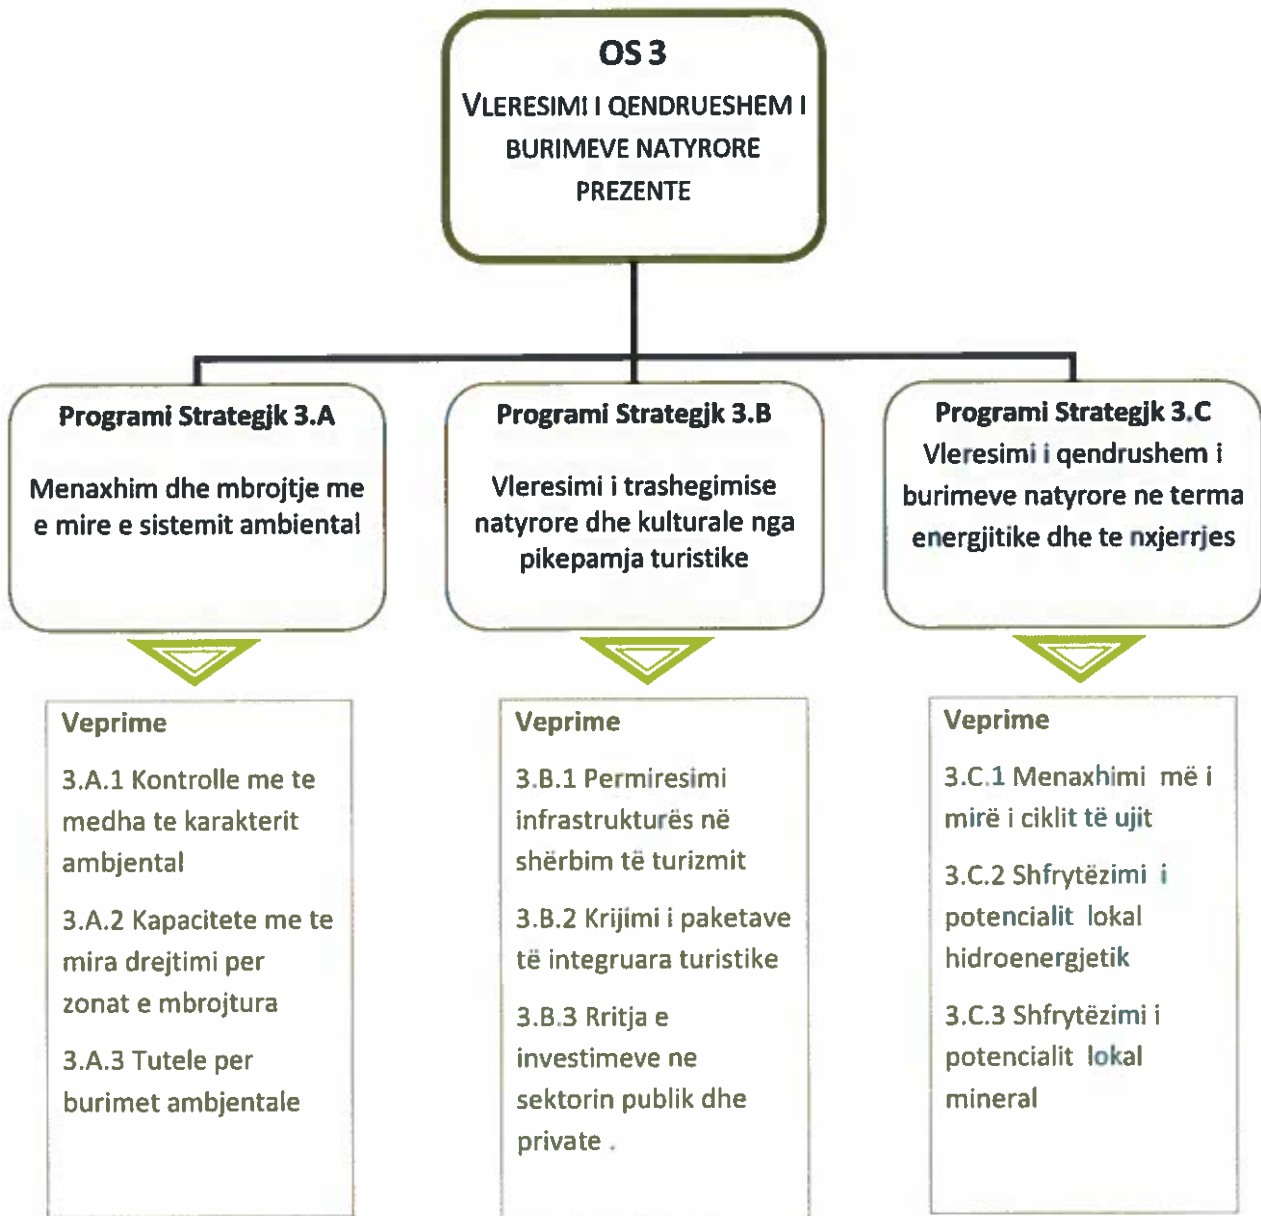 OS 3
VLERESIMI I QENDRUESHEM I
BURIMEVE NATYRORE
PREZENTE
Programi Strategjk 3.A
Menaxhim dhe mbrojtje me
e mire e sistemit ambiental
Programi Strategjk 3.B
Vleresimi i trashegimise
natyrore dhe kulturale nga
pikepamja turistike
Programi Strategjk 3.C
Vleresimi i qendrushem i
burimeve natyrore ne terma
energjitike dhe te nxjerrjes
Veprime
3.A.1 Kontrolle me te
medha te karakterit
ambjental
3.A.2 Kapacitete me te
mira drejtimi per
zonat e mbrojtura
3.A.3 Tutele per
burimet ambjentale
Veprime
3.B.1 Permiresimi
infrastrukturës në
shërbim të turizmit
3.B.2 Krijimi i paketave
të integruara turistike
3.B.3 Rritja e
investimeve ne
sektorin publik dhe
private .
Veprime
3.C.1 Menaxhimi më i
mirë i ciklit të ujit
3.C.2 Shfrytëzimi i
potencialit lokal
hidroenergjetik
3.C.3 Shfrytëzimi i
potencialit lokal
mineral